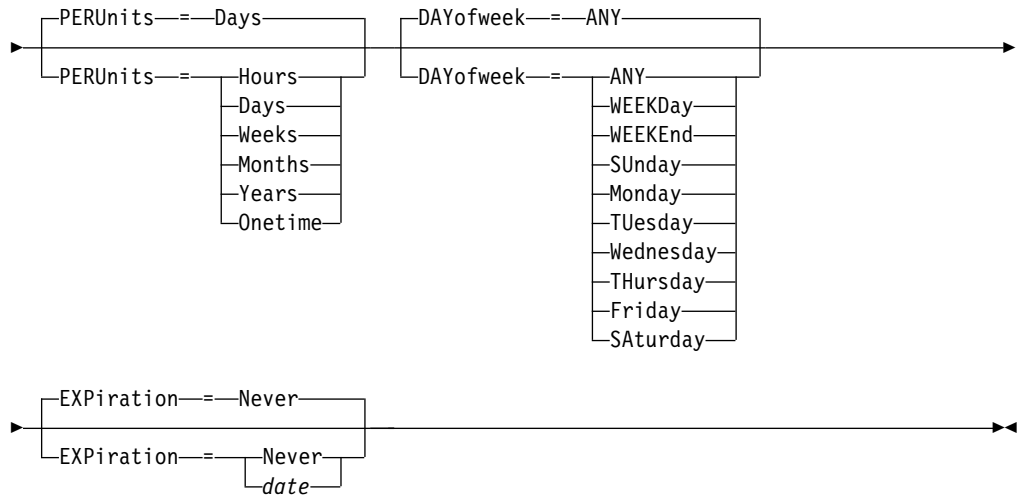 PERUnits = Days DAYofweek = ANY
PERUnits = Hours DAYofweek = ANY
Days WEEKDay
Weeks WEEKEnd
Months SUnday
Years Monday
Onetime TUesday
Wednesday
THursday
Friday
SAturday
EXPiration = Never
EXPiration = Never
date